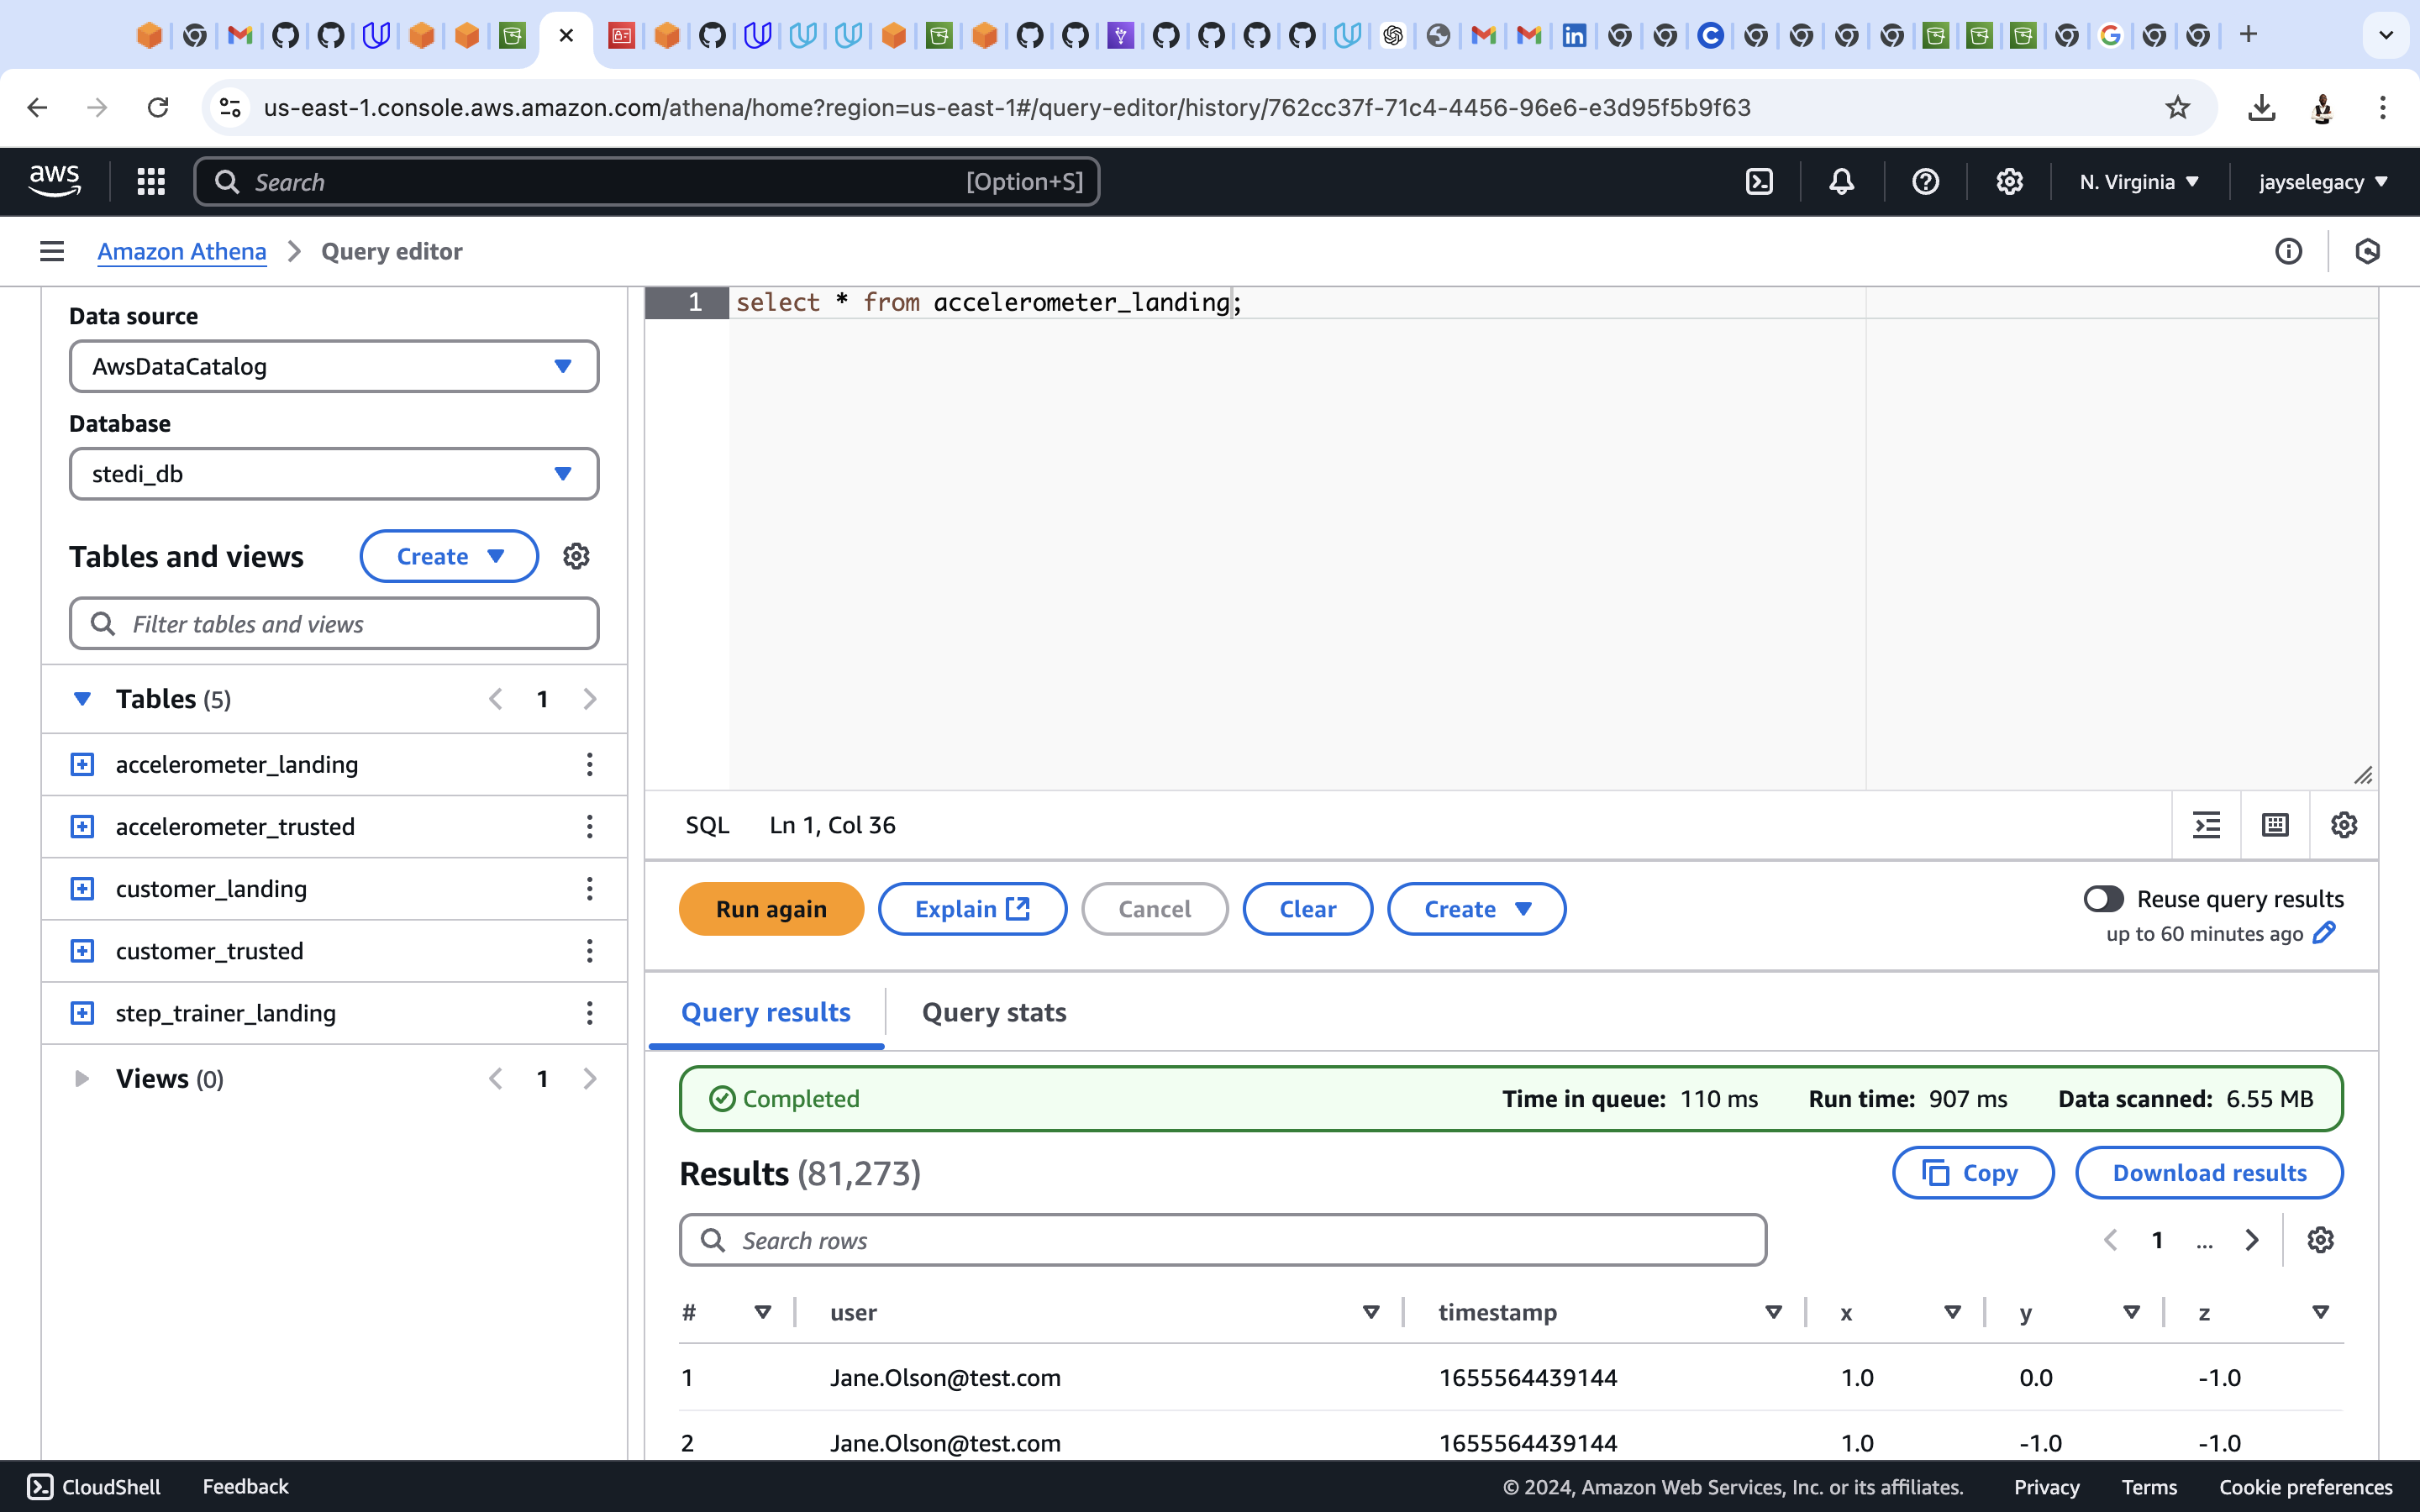 us-east-1.console.aws.amazon.com/athena/home?region=us-east-1#/query-editor/history/762cc37f-71c4-4456-96e6-e3d95f5b9f63
aws
Search
[Option+S]
N. Virginia
jayselegacy
Amazon Athena
Query editor
Data source
AwsDataCatalog
Database
stedi_db
Tables and views
Create
Filter tables and views
Tables (5)
1
accelerometer_landing
accelerometer_trusted
customer_landing
customer_trusted
step_trainer_landing
Views (0)
1
1 select * from accelerometer_landing;
SQL Ln 1, Col 36
Run again
Explain
Cancel
Clear
Create
Reuse query results
up to 60 minutes ago
Query results
Query stats
Completed
Time in queue: 110 ms
Run time: 907 ms
Data scanned: 6.55 MB
Results (81,273)
Copy
Download results
Search rows
1 ...
# user timestamp x y z
1 Jane.Olson@test.com 1655564439144 1.0 0.0 -1.0
2 Jane.Olson@test.com 1655564439144 1.0 -1.0 -1.0
CloudShell
Feedback
© 2024, Amazon Web Services, Inc. or its affiliates.
Privacy
Terms
Cookie preferences